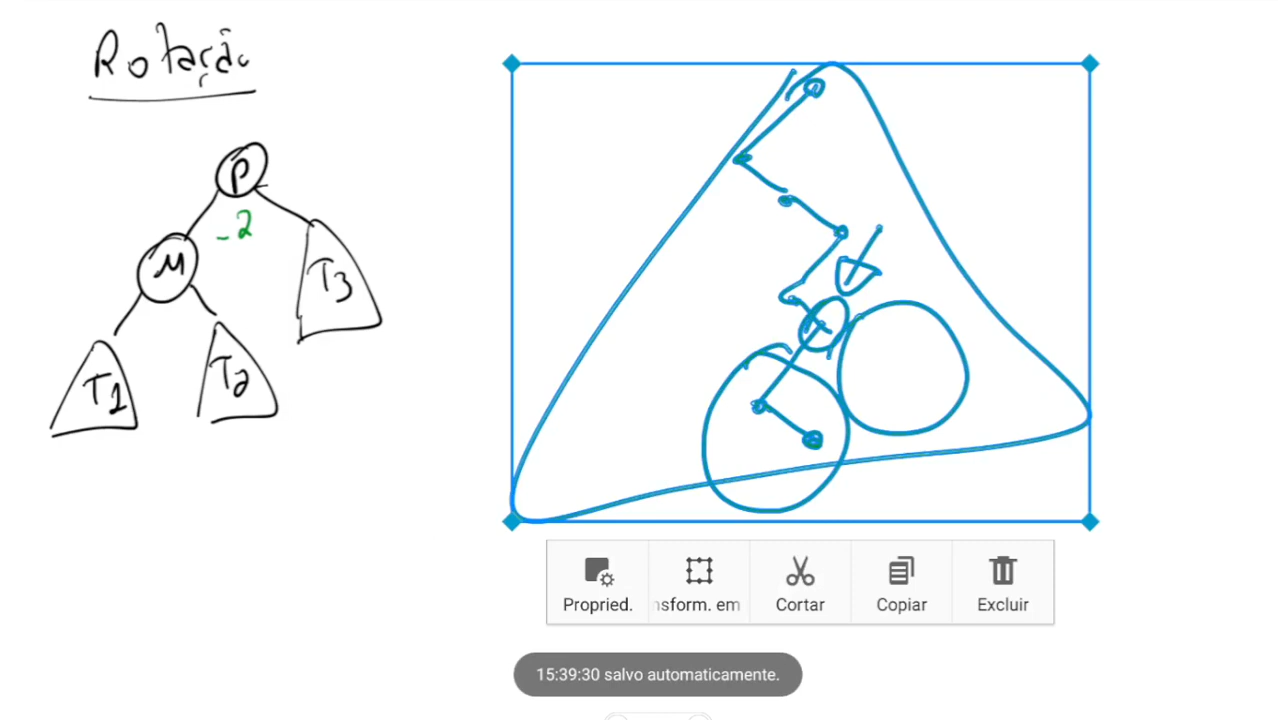 Rotação
P
-2
M
T3
T1
T2
Propried.
nsform. em
Cortar
Copiar
Excluir
15:39:30 salvo automaticamente.